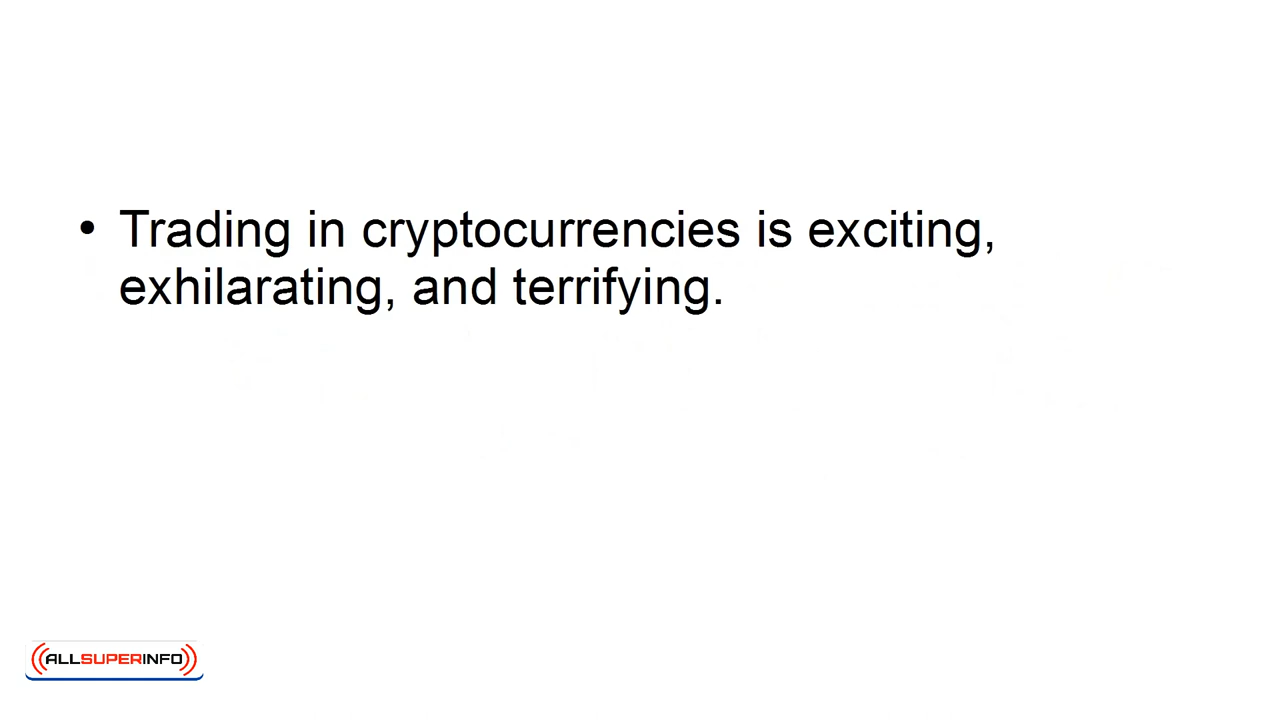 • Trading in cryptocurrencies is exciting,
exhilarating, and terrifying.
ALLSUPERINFO